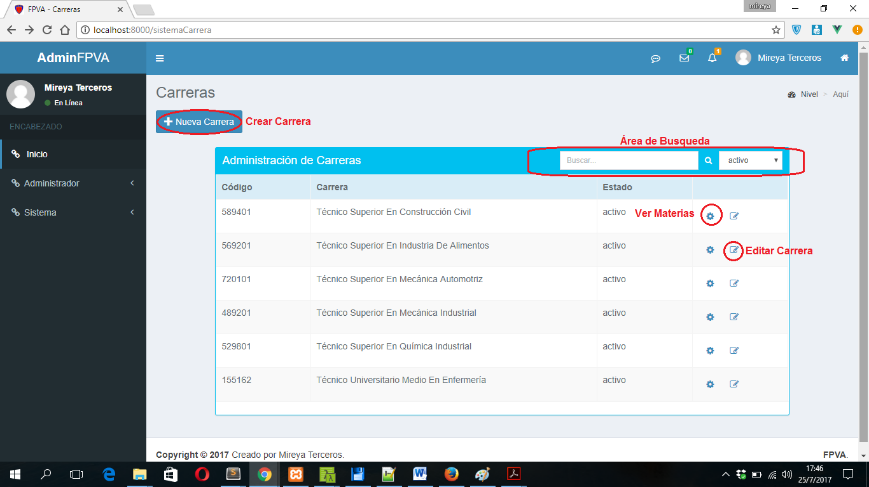 mireya
FPVA - Carreras
localhost:8000/sistemaCarrera
AdminFPVA
Mireya Terceros
Mireya Terceros
En Línea
ENCABEZADO
Inicio
Administrador
Sistema
Carreras
Nivel > Aquí
Nueva Carrera Crear Carrera
Área de Busqueda
Administración de Carreras Buscar... activo
Código Carrera Estado
589401 Técnico Superior En Construcción Civil activo Ver Materias
569201 Técnico Superior En Industria De Alimentos activo Editar Carrera
720101 Técnico Superior En Mecánica Automotriz activo
489201 Técnico Superior En Mecánica Industrial activo
529801 Técnico Superior En Química Industrial activo
155162 Técnico Universitario Medio En Enfermería activo
Copyright © 2017 Creado por Mireya Terceros. FPVA.
17:46
25/7/2017